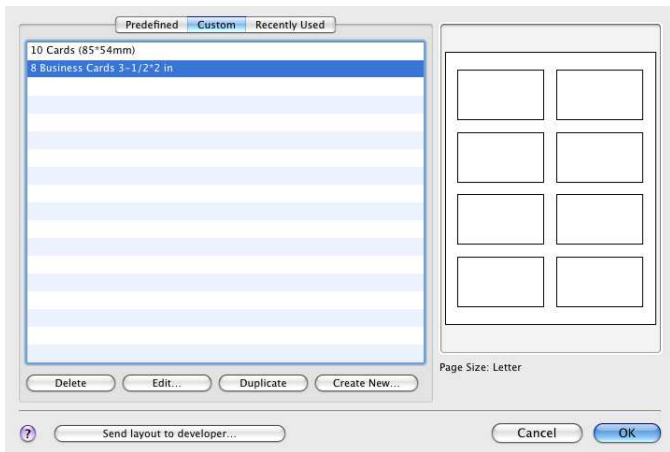 Predefined Custom Recently Used
10 Cards (85*54mm)
8 Business Cards 3-1/2*2 in
Page Size: Letter
Delete Edit... Duplicate Create New...
? Send layout to developer... Cancel OK